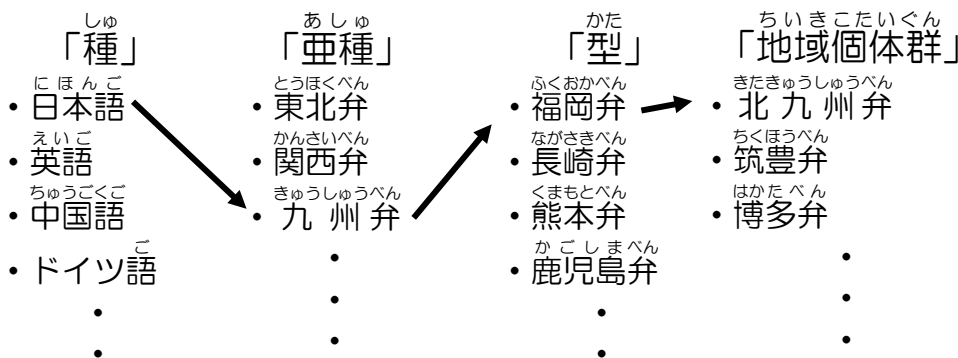 「種」
・日本語
・英語
・中国語
・ドイツ語
・
・
「亜種」
・東北弁
・関西弁
・九州弁
・
・
・
「型」
・福岡弁
・長崎弁
・熊本弁
・鹿児島弁
・
・
「地域個体群」
・北九州弁
・筑豊弁
・博多弁
・
・
・
しゅ
にほんご
えいご
ちゅうごくご
ご
あしゅ
とうほくべん
かんさいべん
きゅうしゅうべん
かた
ふくおかべん
ながさきべん
くまもとべん
かごしまべん
ちいきこたいぐん
きたきゅうしゅうべん
ちくほうべん
はかたべん